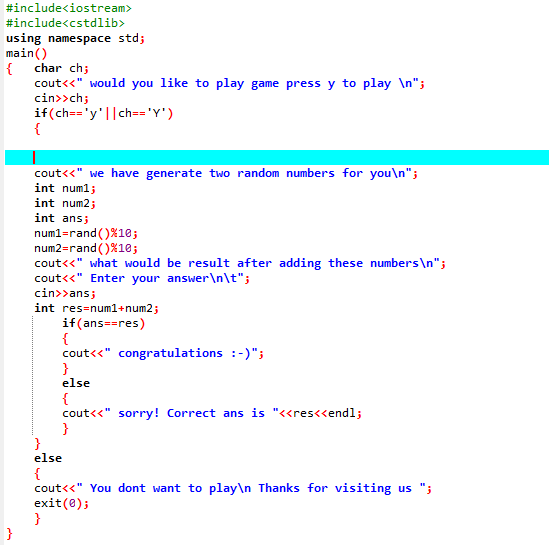 #include<iostream>
#include<cstdlib>
using namespace std;
main()
{   char ch;
    cout<<" would you like to play game press y to play \n";
    cin>>ch;
    if(ch=='y'||ch=='Y')
    {
    cout<<" we have generate two random numbers for you\n";
    int num1;
    int num2;
    int ans;
    num1=rand()%10;
    num2=rand()%10;
    cout<<" what would be result after adding these numbers\n";
    cout<<" Enter your answer\n\t";
    cin>>ans;
    int res=num1+num2;
        if(ans==res)
        {
        cout<<" congratulations :-)";
        }
        else
        {
        cout<<" sorry! Correct ans is "<<res<<endl;
        }
    }
    else
    {
    cout<<" You dont want to play\n Thanks for visiting us ";
    exit(0);
    }
}